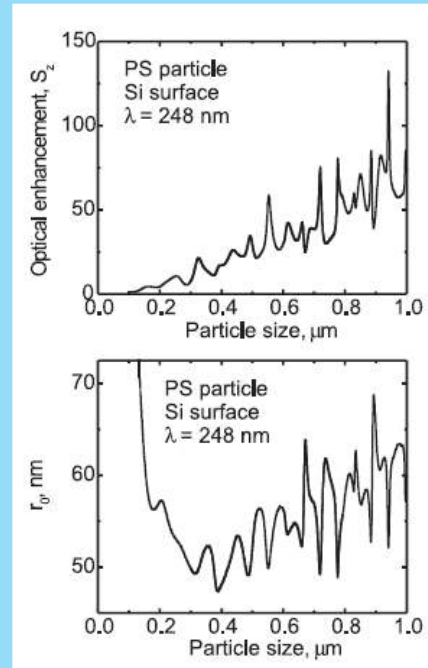 150
100
50
0
Optical enhancement, S_z
PS particle
Si surface
λ = 248 nm
0.0 0.2 0.4 0.6 0.8 1.0
Particle size, μm
70
60
50
r_0, nm
PS particle
Si surface
λ = 248 nm
0.0 0.2 0.4 0.6 0.8 1.0
Particle size, μm